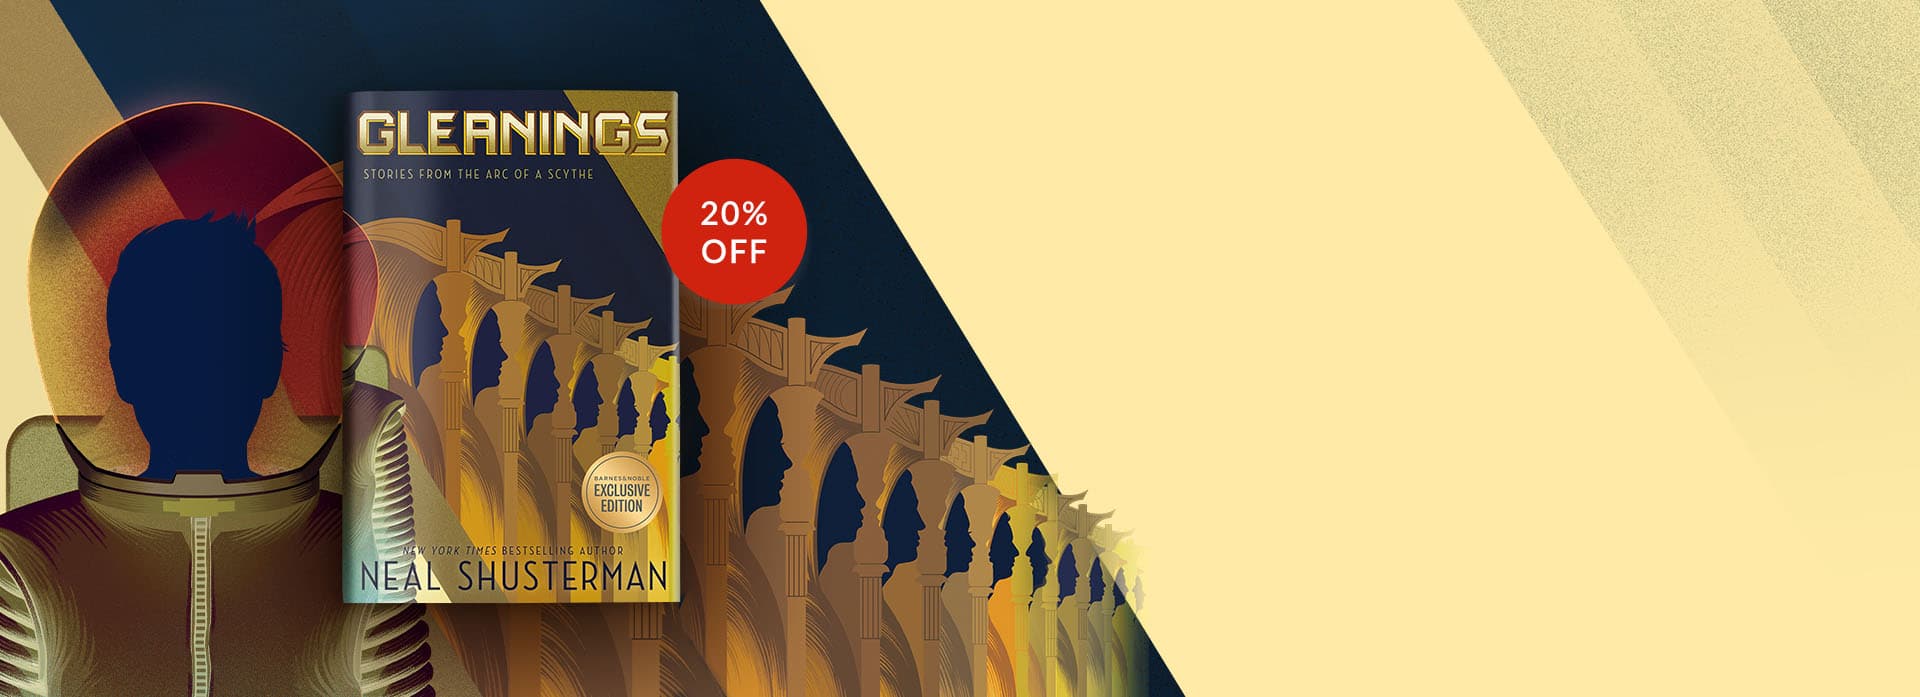 GLEANINGS
STORIES FROM THE ARC OF A SCYTHE
20%
OFF
BARNES&NOBLE
EXCLUSIVE
EDITION
NEW YORK TIMES BESTSELLING AUTHOR
NEAL SHUSTERMAN